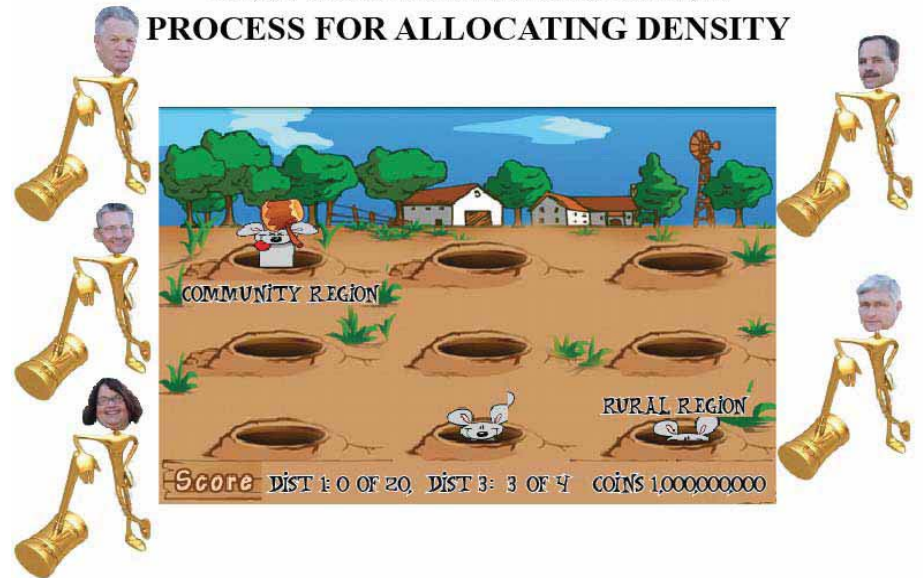 PROCESS FOR ALLOCATING DENSITY
COMMUNITY REGION
RURAL REGION
Score DIST 1: 0 OF 20, DIST 3: 3 OF 4 COINS 1,000,000,000